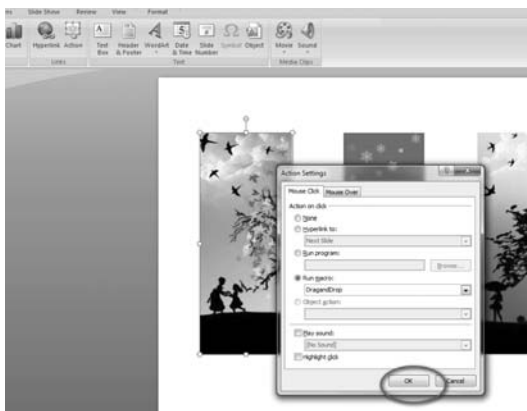 Slide Show Review View Format
Chart Hyperlink Action Text Box Header & Footer WordArt Date & Time Slide Number Symbol Object Movie Sound
Links Text Media Clips
Action Settings
Mouse Click Mouse Over
Action on click
None
Hyperlink to:
Next Slide
Run program:
Browse...
Run macro:
DragandDrop
Object action:
Play sound:
[No Sound]
Highlight click
OK Cancel